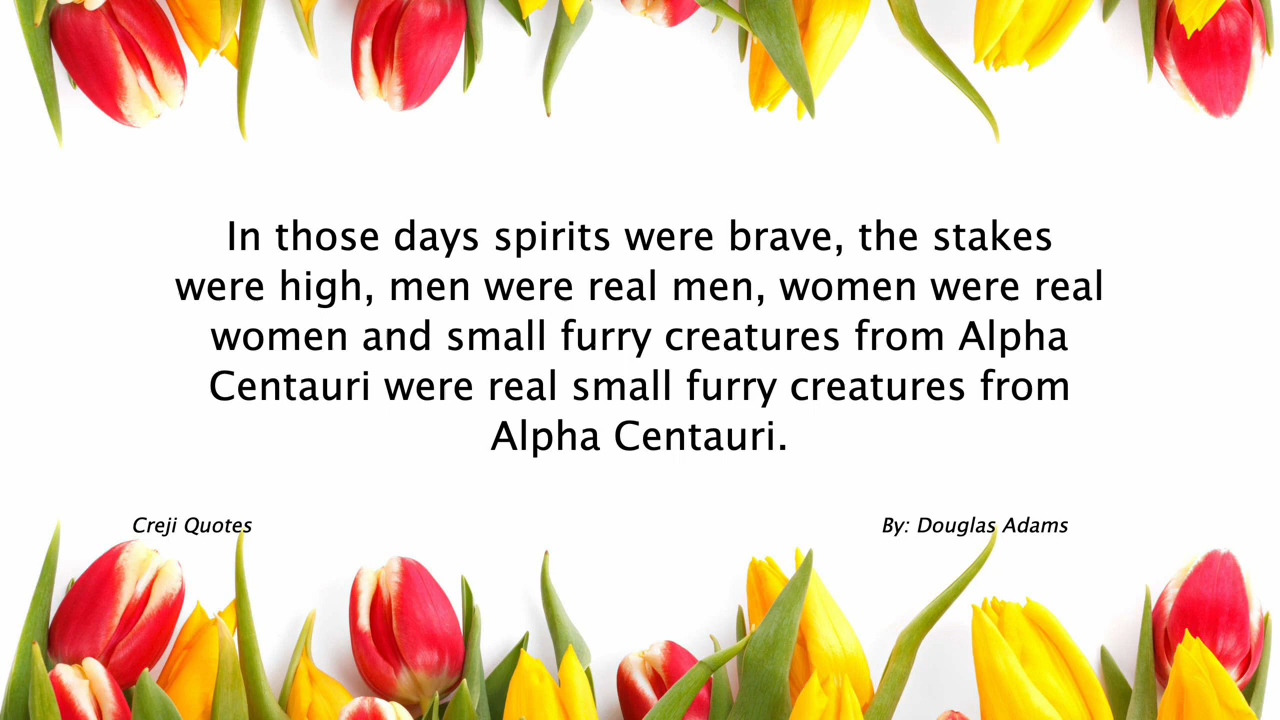 In those days spirits were brave, the stakes
were high, men were real men, women were real
women and small furry creatures from Alpha
Centauri were real small furry creatures from
Alpha Centauri.
Creji Quotes
By: Douglas Adams